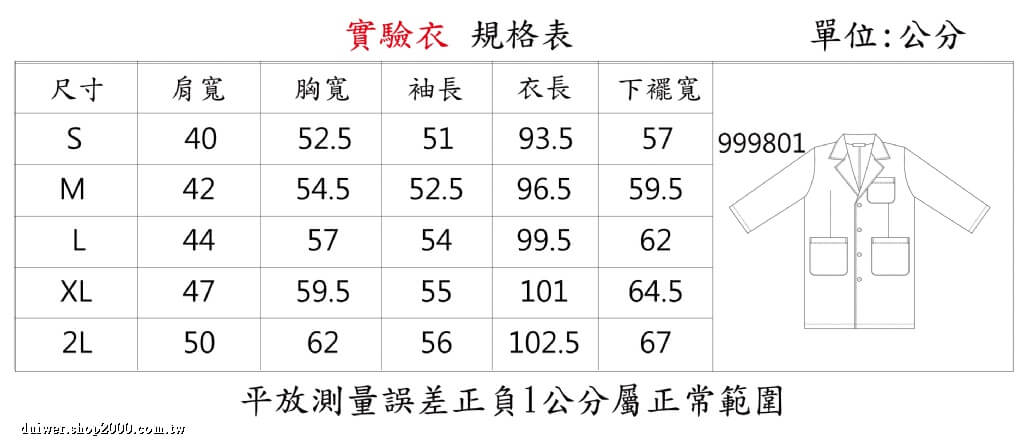 實驗衣 規格表 單位:公分
尺寸 肩寬 胸寬 袖長 衣長 下襬寬
S 40 52.5 51 93.5 57
999801
M 42 54.5 52.5 96.5 59.5
L 44 57 54 99.5 62
XL 47 59.5 55 101 64.5
2L 50 62 56 102.5 67
平放測量誤差正負1公分屬正常範圍
duiwer.shop2000.com.tw